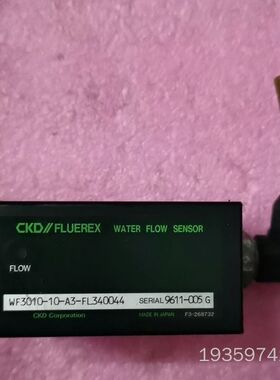 CKD//FLUEREX WATER FLOW SENSOR
FLOW
WF3010-10-A3-FL340044 SERIAL 9611-005 G
CKD Corporation MADE IN JAPAN F3-268732
1935974